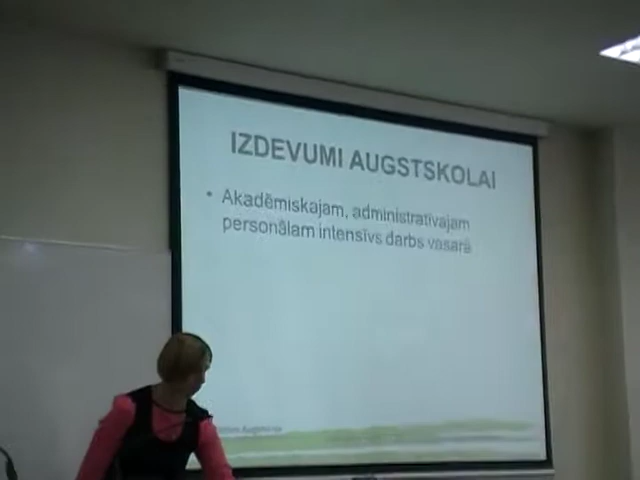 IZDEVUMI AUGSTSKOLAI
• Akadēmiskajam, administratīvajam
personālam intensīvs darbs vasarā